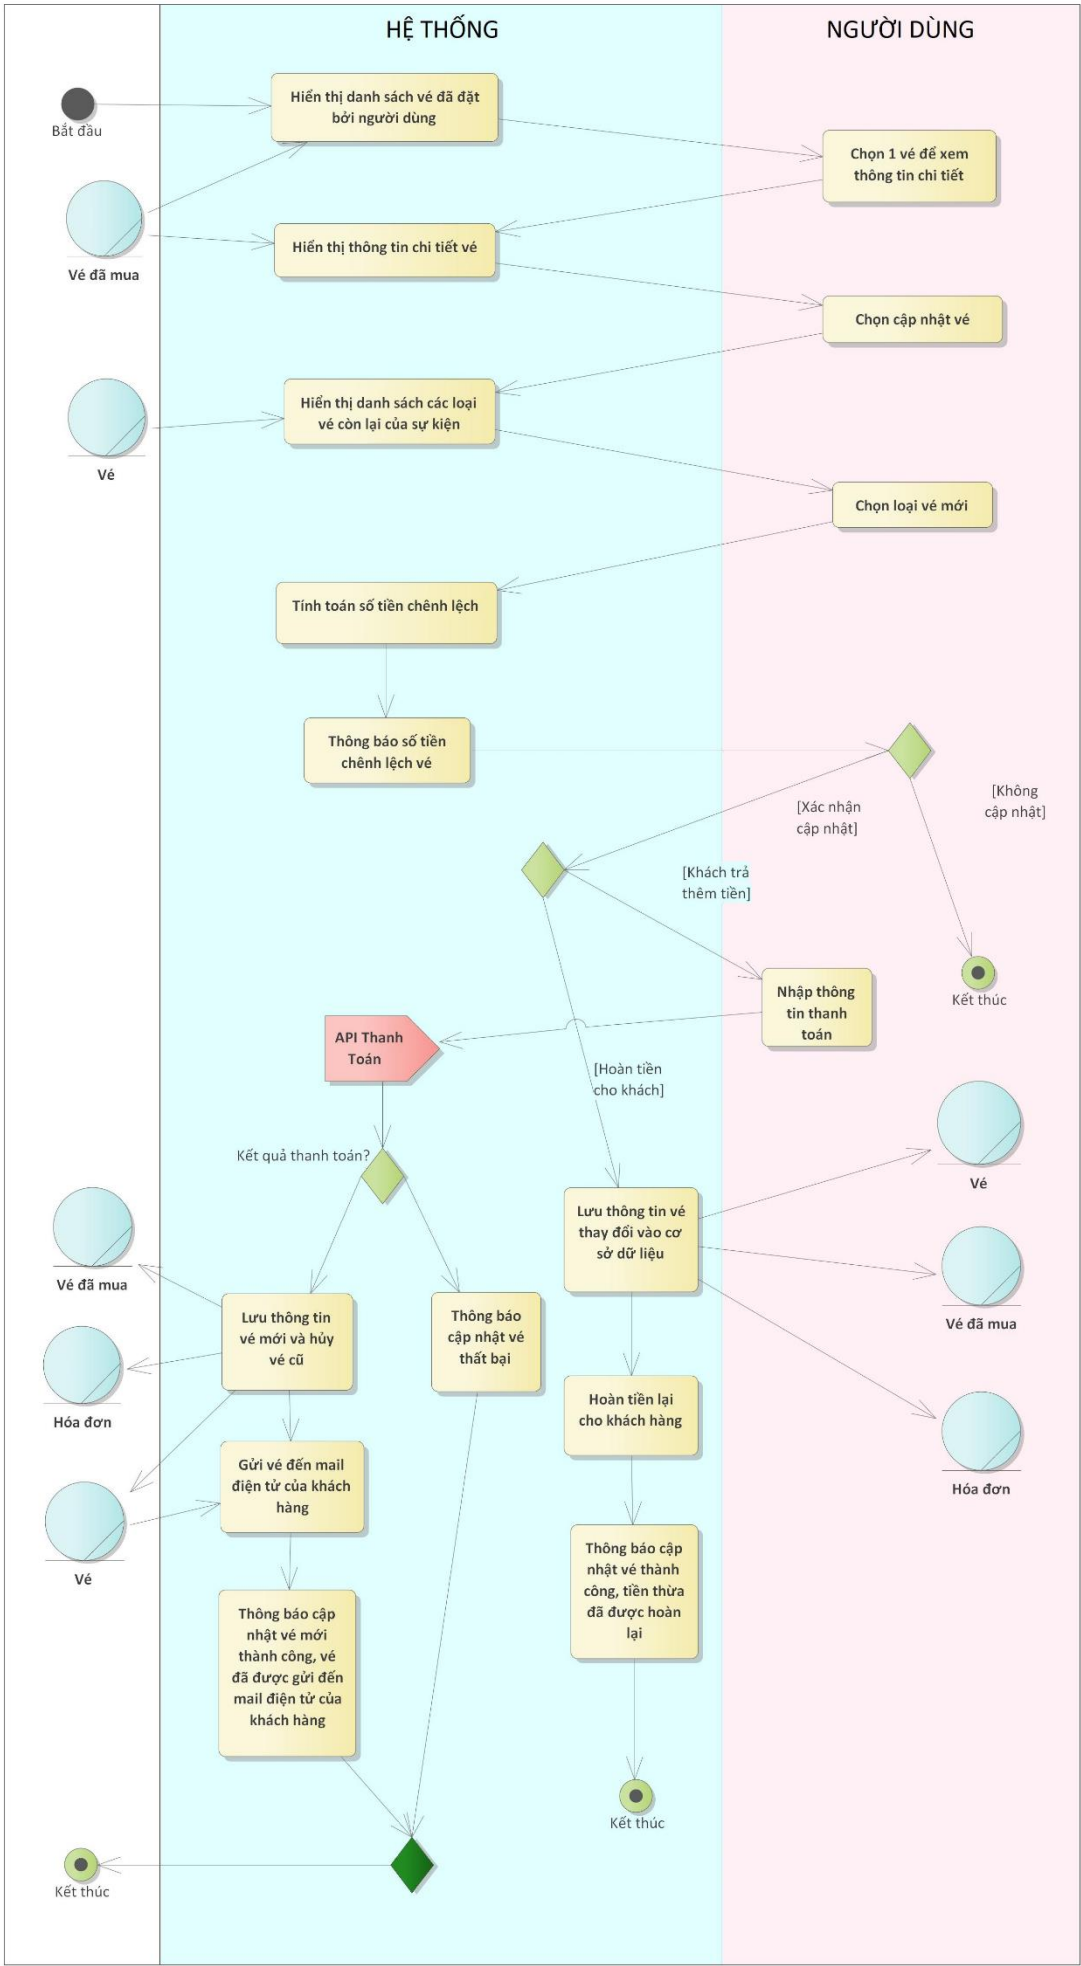 HỆ THỐNG
NGƯỜI DÙNG
Bắt đầu
Hiển thị danh sách vé đã đặt
bởi người dùng
Chọn 1 vé để xem
thông tin chi tiết
Vé đã mua
Hiển thị thông tin chi tiết vé
Chọn cập nhật vé
Hiển thị danh sách các loại
vé còn lại của sự kiện
Vé
Chọn loại vé mới
Tính toán số tiền chênh lệch
Thông báo số tiền
chênh lệch vé
[Xác nhận
cập nhật]
[Không
cập nhật]
[Khách trả
thêm tiền]
Kết thúc
Nhập thông
tin thanh
toán
API Thanh
Toán
[Hoàn tiền
cho khách]
Kết quả thanh toán?
Lưu thông tin vé
thay đổi vào cơ
sở dữ liệu
Vé
Vé đã mua
Hóa đơn
Vé đã mua
Lưu thông tin
vé mới và hủy
vé cũ
Thông báo
cập nhật vé
thất bại
Hoàn tiền lại
cho khách hàng
Hóa đơn
Gửi vé đến mail
điện tử của khách
hàng
Vé
Thông báo cập
nhật vé thành
công, tiền thừa
đã được hoàn
lại
Thông báo cập
nhật vé mới
thành công, vé
đã được gửi đến
mail điện tử của
khách hàng
Kết thúc
Kết thúc